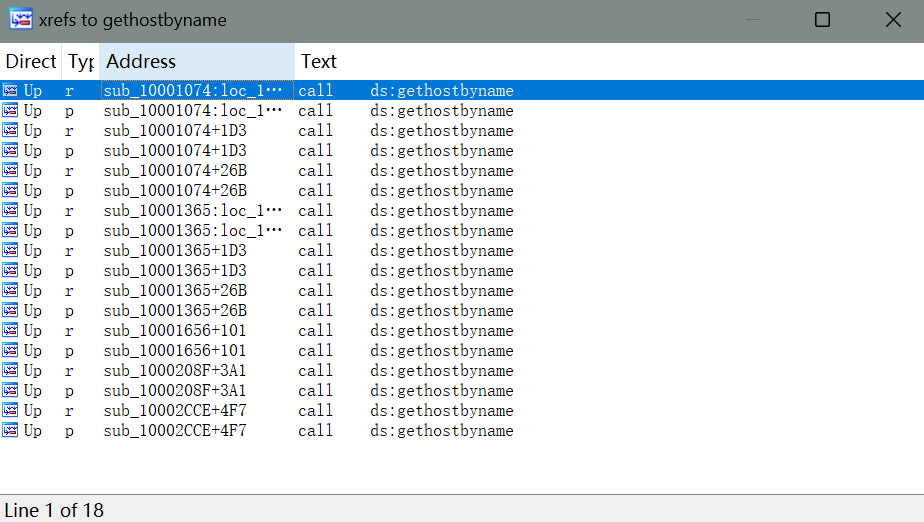 xrefs to gethostbyname
Direct Typ Address Text
Up r sub_10001074:loc_1… call ds:gethostbyname
Up p sub_10001074:loc_1… call ds:gethostbyname
Up r sub_10001074+1D3 call ds:gethostbyname
Up p sub_10001074+1D3 call ds:gethostbyname
Up r sub_10001074+26B call ds:gethostbyname
Up p sub_10001074+26B call ds:gethostbyname
Up r sub_10001365:loc_1… call ds:gethostbyname
Up p sub_10001365:loc_1… call ds:gethostbyname
Up r sub_10001365+1D3 call ds:gethostbyname
Up p sub_10001365+1D3 call ds:gethostbyname
Up r sub_10001365+26B call ds:gethostbyname
Up p sub_10001365+26B call ds:gethostbyname
Up r sub_10001656+101 call ds:gethostbyname
Up p sub_10001656+101 call ds:gethostbyname
Up r sub_1000208F+3A1 call ds:gethostbyname
Up p sub_1000208F+3A1 call ds:gethostbyname
Up r sub_10002CCE+4F7 call ds:gethostbyname
Up p sub_10002CCE+4F7 call ds:gethostbyname
Line 1 of 18